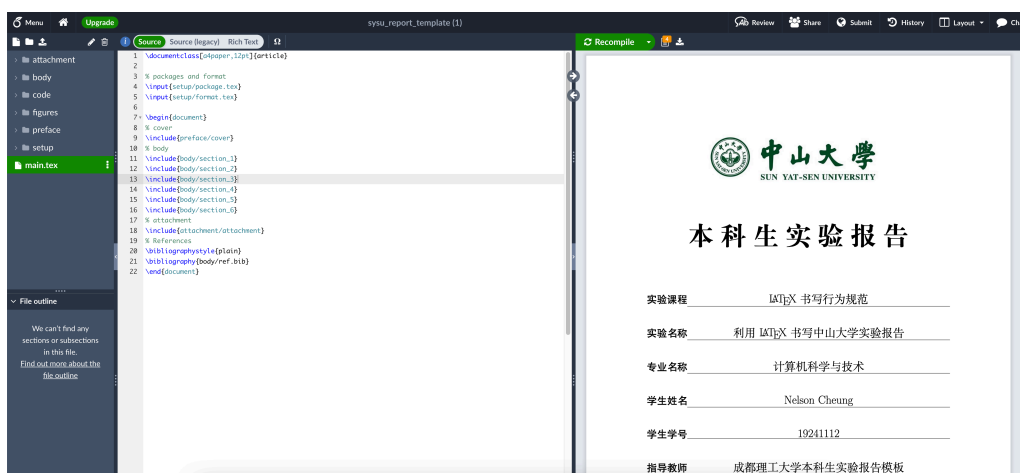 Menu Upgrade sysu_report_template (1) Review Share Submit History Layout Ch
Source Source (legacy) Rich Text Ω Recompile
attachment
body
code
figures
preface
setup
main.tex
File outline
We can't find any
sections or subsections
in this file.
Find out more about the
file outline
1 \documentclass[a4paper,12pt]{article}
2
3 % packages and format
4 \input{setup/package.tex}
5 \input{setup/format.tex}
6
7 \begin{document}
8 % cover
9 \include{preface/cover}
10 % body
11 \include{body/section_1}
12 \include{body/section_2}
13 \include{body/section_3}
14 \include{body/section_4}
15 \include{body/section_5}
16 \include{body/section_6}
17 % attachment
18 \include{attachment/attachment}
19 % References
20 \bibliographystyle{plain}
21 \bibliography{body/ref.bib}
22 \end{document}
中山大學
SUN YAT-SEN UNIVERSITY
本科生实验报告
实验课程 LATEX 书写行为规范
实验名称 利用 LATEX 书写中山大学实验报告
专业名称 计算机科学与技术
学生姓名 Nelson Cheung
学生学号 19241112
指导教师 成都理工大学本科生实验报告模板